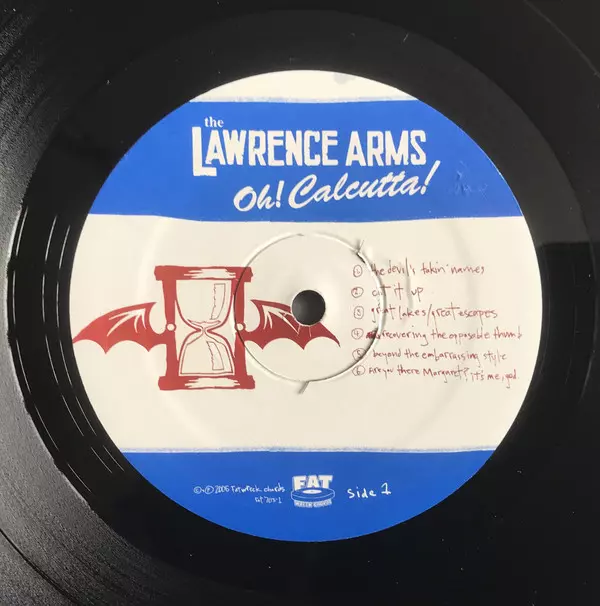 the
LAWRENCE ARMS
Oh! Calcutta!
1 the devil's takin' names
2 cut it up
3 great lakes/great escapes
4 recovering the opposable thumb
5 beyond the embarrassing style
6 Are you there Margaret? it's me, god.
©+℗ 2006 Fat wreck chords
FAT
WRECK CHORDS
side 1